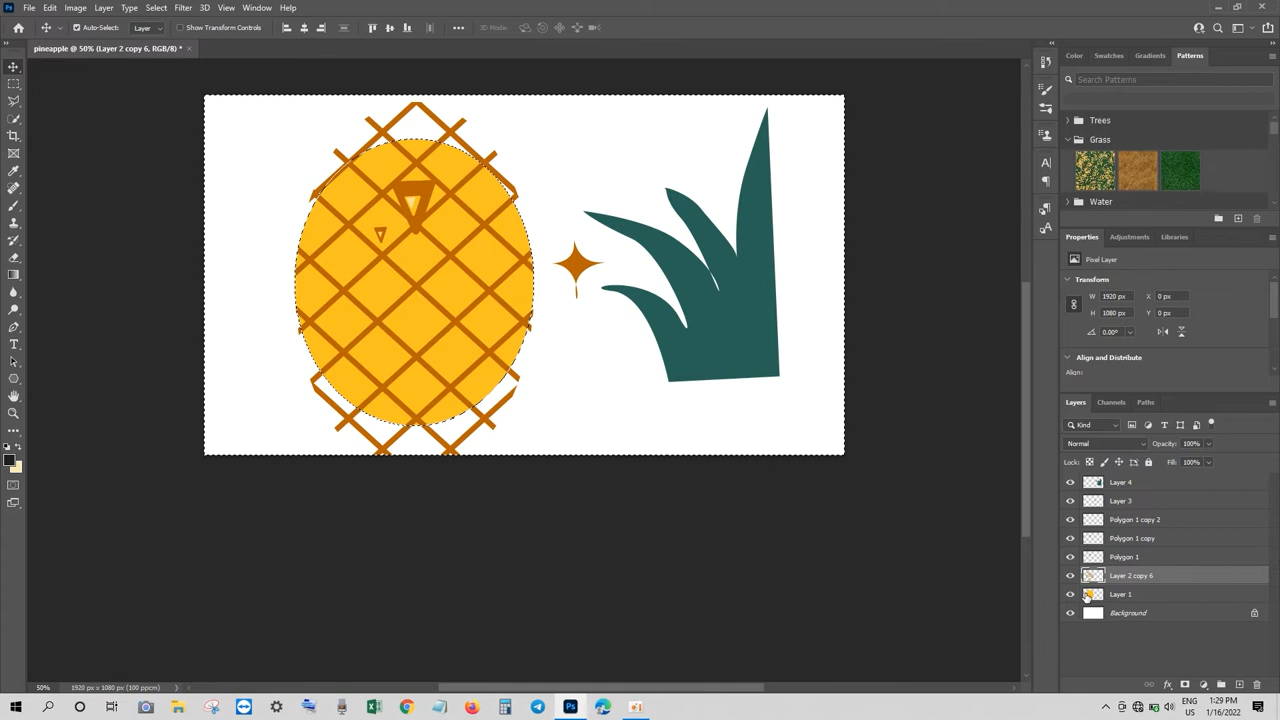 File Edit Image Layer Type Select Filter 3D View Window Help
Auto-Select: Layer Show Transform Controls 3D Mode:
pineapple @ 50% (Layer 2 copy 6, RGB/8) * ×
Color Swatches Gradients Patterns
Search Patterns
Trees
Grass
Water
Properties Adjustments Libraries
Pixel Layer
Transform
W 1920 px X 0 px
H 1080 px Y 0 px
0.00°
Align and Distribute
Align:
Layers Channels Paths
Kind
Normal Opacity: 100%
Lock: Fill: 100%
Layer 4
Layer 3
Polygon 1 copy 2
Polygon 1 copy
Polygon 1
Layer 2 copy 6
Layer 1
Background
50% 1920 px x 1080 px (100 ppcm)
ENG 1:29 PM
US 1/16/2022